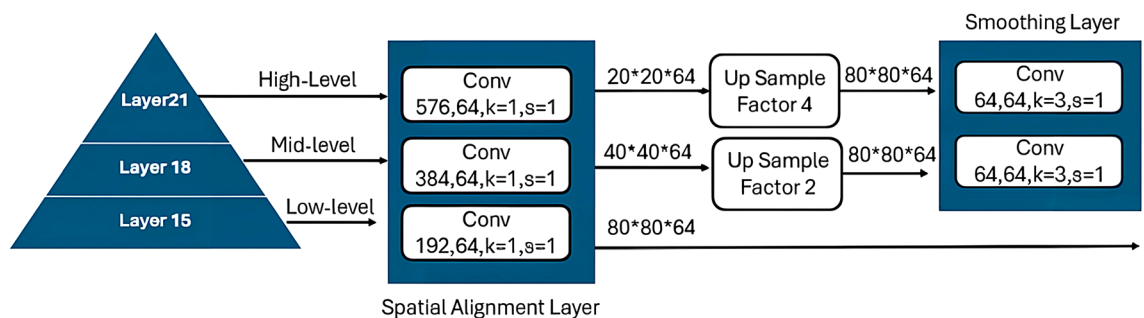 Smoothing Layer
Layer21
High-Level
Conv
576,64,k=1,s=1
20*20*64
Up Sample
Factor 4
80*80*64
Conv
64,64,k=3,s=1
Layer 18
Mid-level
Conv
384,64,k=1,s=1
40*40*64
Up Sample
Factor 2
80*80*64
Conv
64,64,k=3,s=1
Layer 15
Low-level
Conv
192,64,k=1,s=1
80*80*64
Spatial Alignment Layer